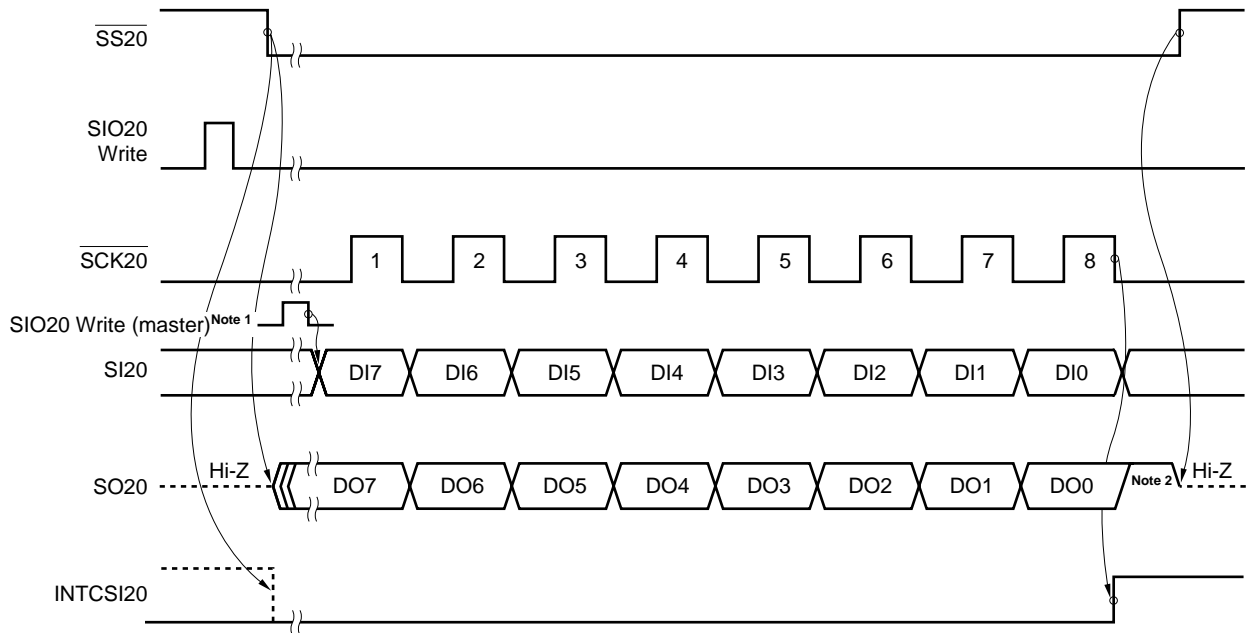 SS20
SIO20
Write
SCK20
1 2 3 4 5 6 7 8
SIO20 Write (master) Note 1
SI20 DI7 DI6 DI5 DI4 DI3 DI2 DI1 DI0
SO20 Hi-Z DO7 DO6 DO5 DO4 DO3 DO2 DO1 DO0 Note 2 Hi-Z
INTCSI20